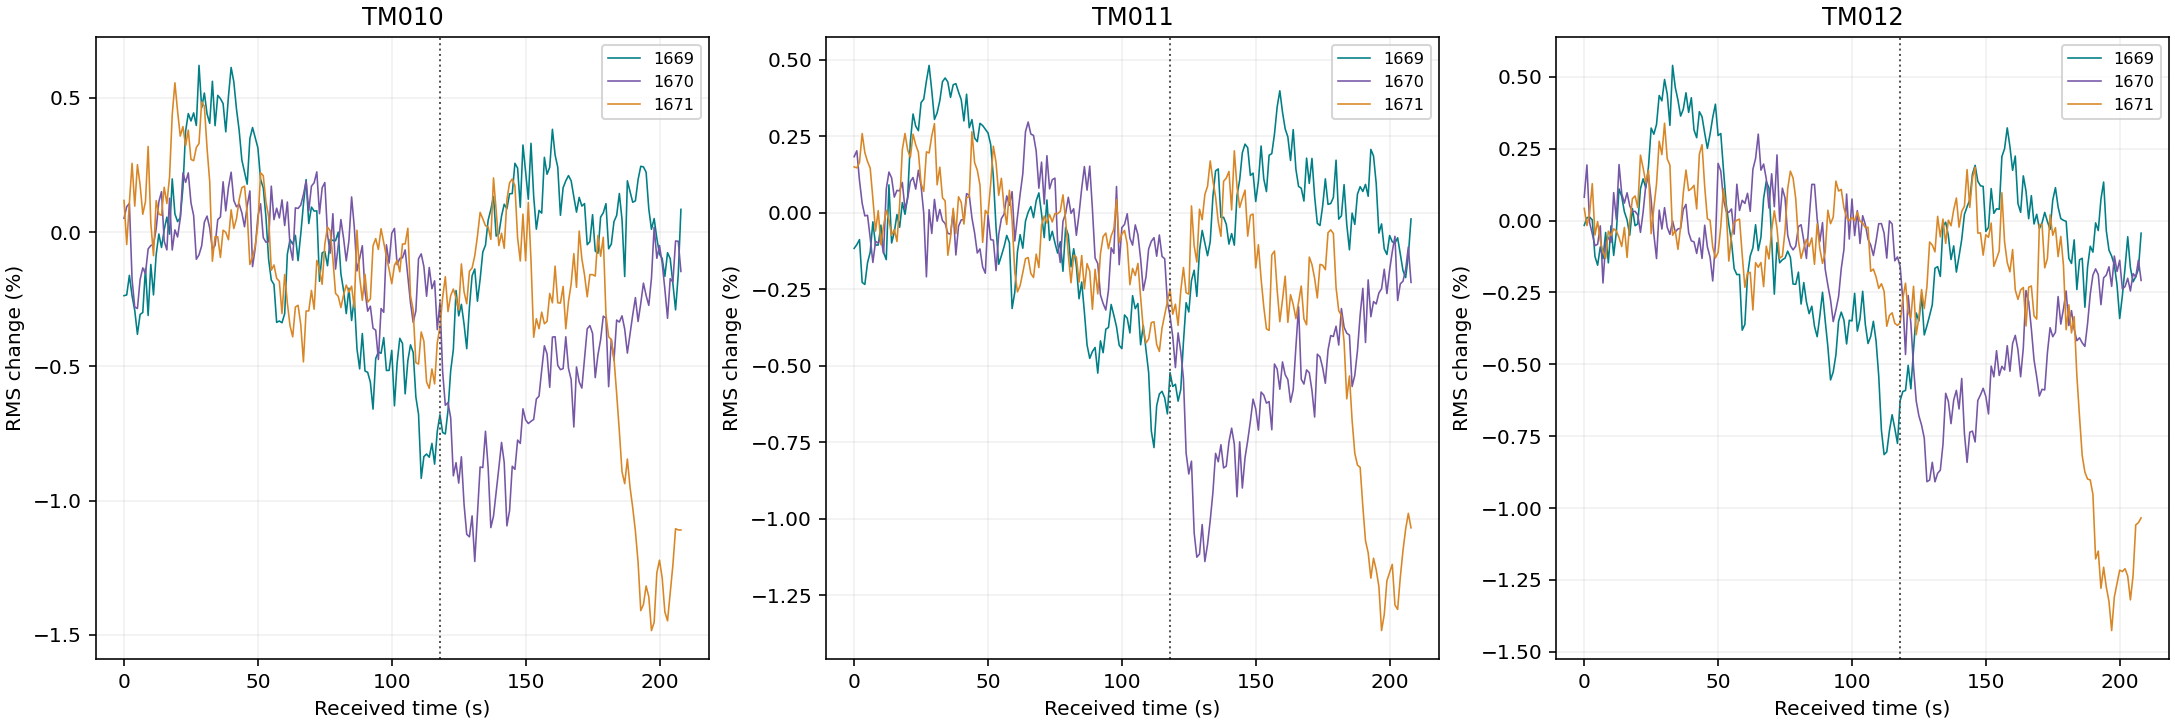 TM010
RMS change (%)
0.5
0.0
−0.5
−1.0
−1.5
1669
1670
1671
0 50 100 150 200
Received time (s)
TM011
RMS change (%)
0.50
0.25
0.00
−0.25
−0.50
−0.75
−1.00
−1.25
1669
1670
1671
0 50 100 150 200
Received time (s)
TM012
RMS change (%)
0.50
0.25
0.00
−0.25
−0.50
−0.75
−1.00
−1.25
−1.50
1669
1670
1671
0 50 100 150 200
Received time (s)